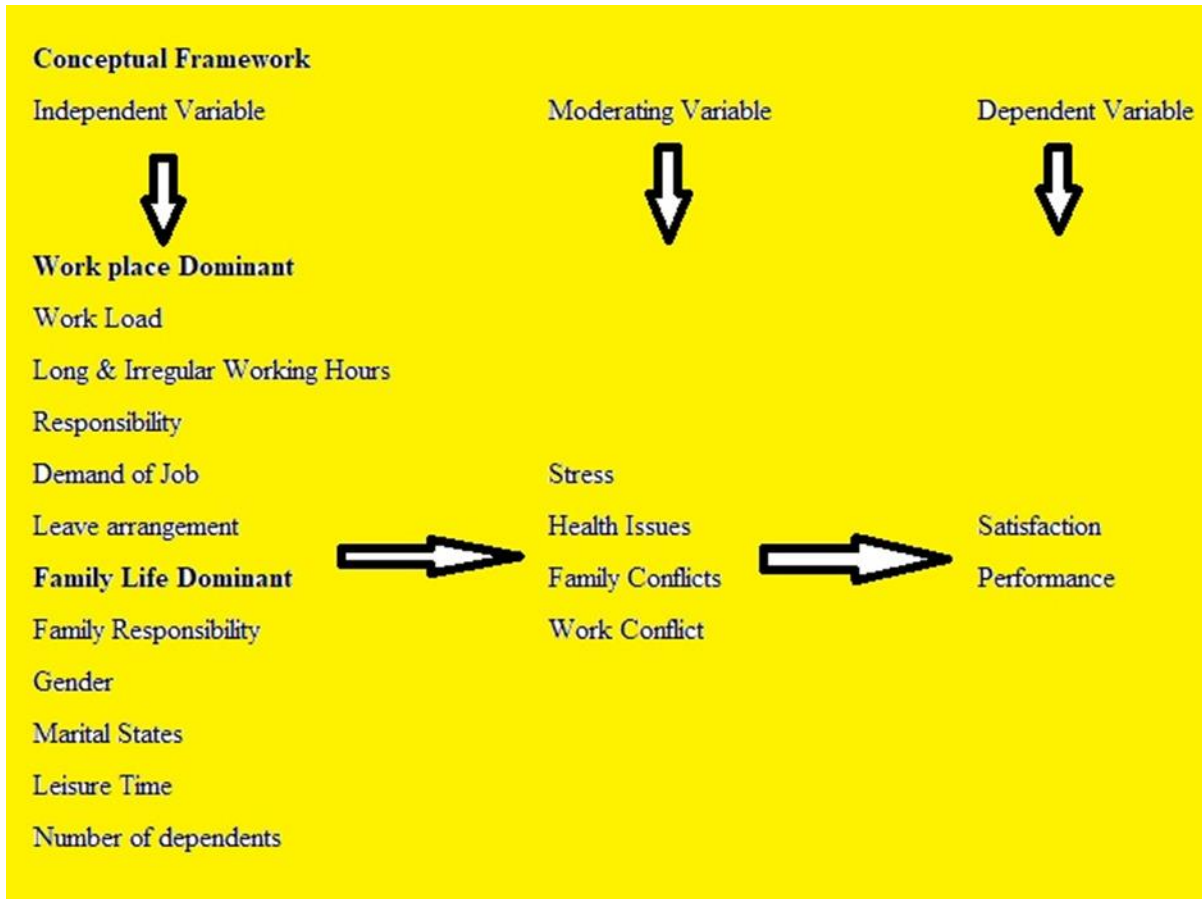 Conceptual Framework
Independent Variable Moderating Variable Dependent Variable
Work place Dominant
Work Load
Long & Irregular Working Hours
Responsibility
Demand of Job Stress
Leave arrangement Health Issues Satisfaction
Family Life Dominant Family Conflicts Performance
Family Responsibility Work Conflict
Gender
Marital States
Leisure Time
Number of dependents